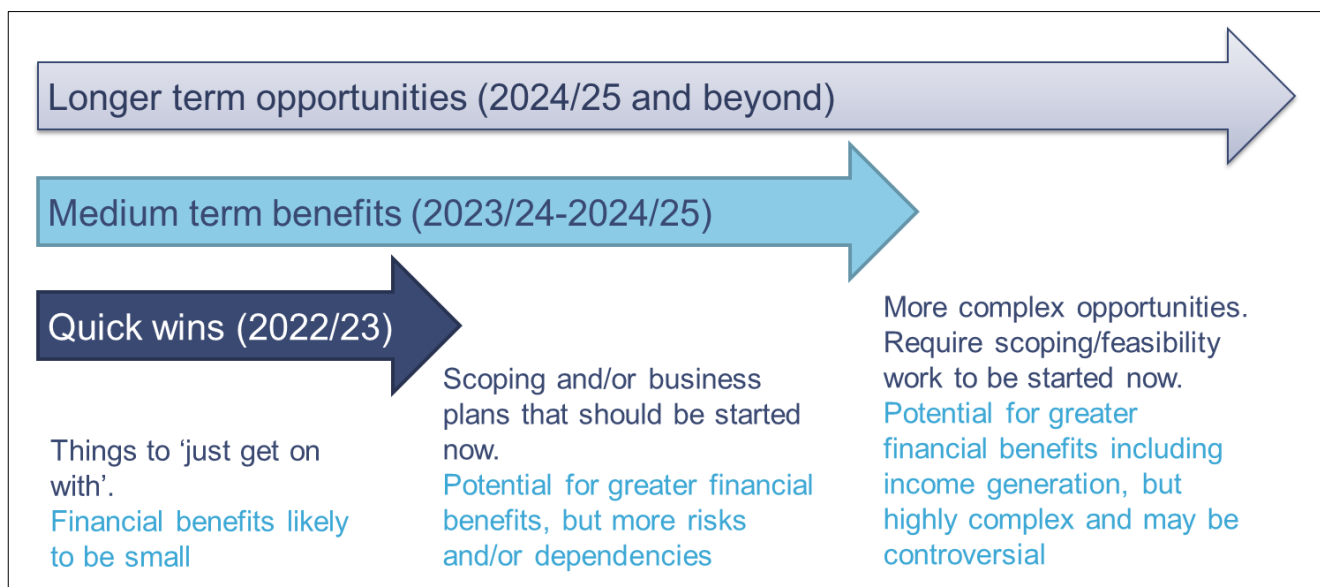 Longer term opportunities (2024/25 and beyond)
Medium term benefits (2023/24-2024/25)
Quick wins (2022/23)
Things to ‘just get on
with’.
Financial benefits likely
to be small
Scoping and/or business
plans that should be started
now.
Potential for greater financial
benefits, but more risks
and/or dependencies
More complex opportunities.
Require scoping/feasibility
work to be started now.
Potential for greater
financial benefits including
income generation, but
highly complex and may be
controversial